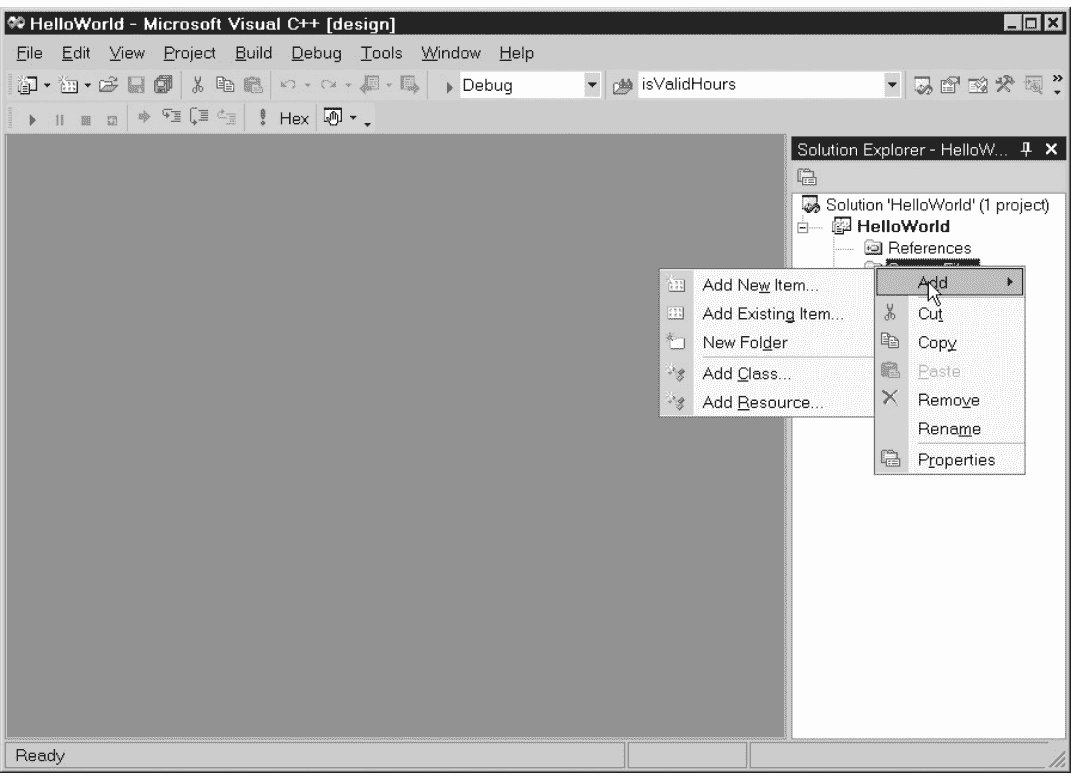 HelloWorld - Microsoft Visual C++ [design]
File Edit View Project Build Debug Tools Window Help
Debug isValidHours
Hex
Solution Explorer - HelloW...
Solution 'HelloWorld' (1 project)
HelloWorld
References
Add New Item...
Add Existing Item...
New Folder
Add Class...
Add Resource...
Add
Cut
Copy
Paste
Remove
Rename
Properties
Ready